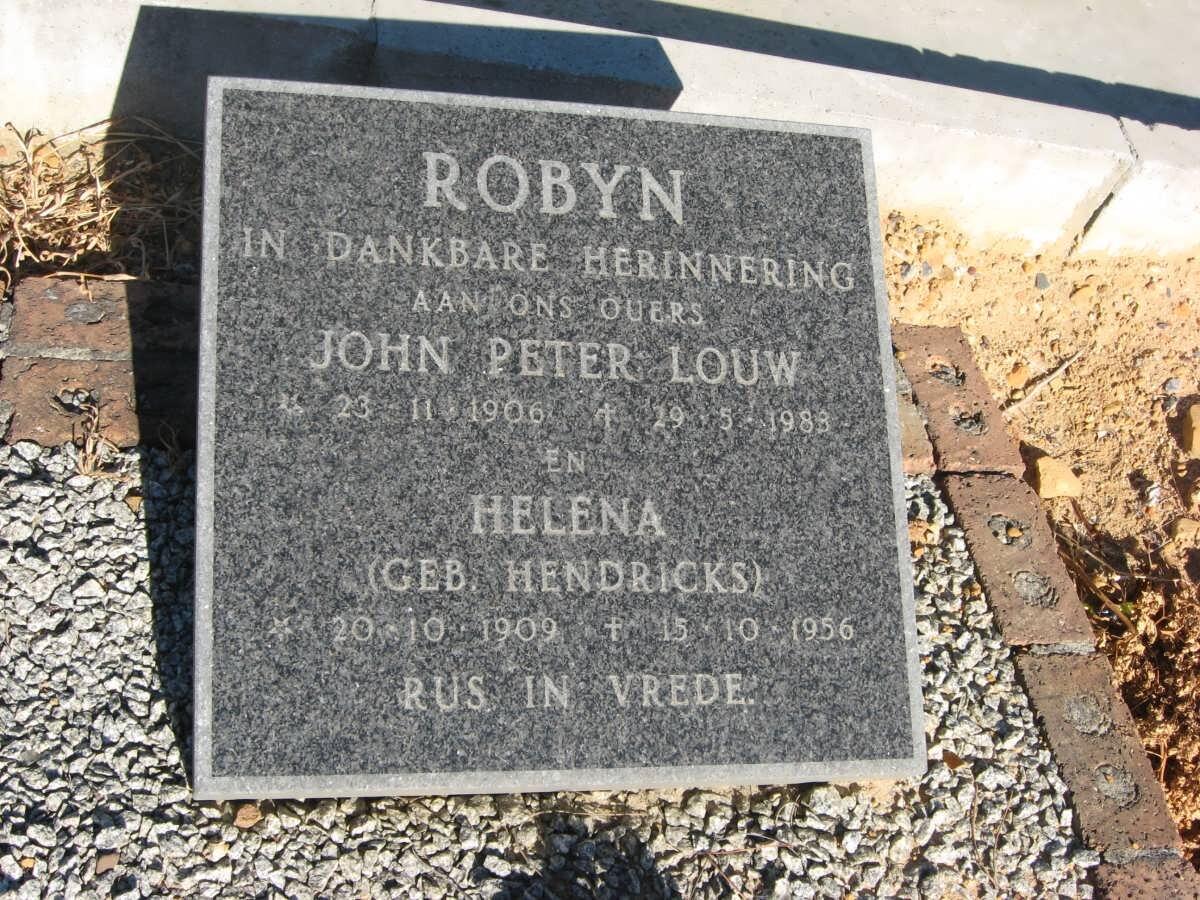 ROBYN
IN DANKBARE HERINNERING
AAN ONS OUERS
JOHN PETER LOUW
* 23·11·1906 † 29·5·1983
EN
HELENA
(GEB. HENDRICKS)
* 20·10·1909 † 15·10·1956
RUS IN VREDE.